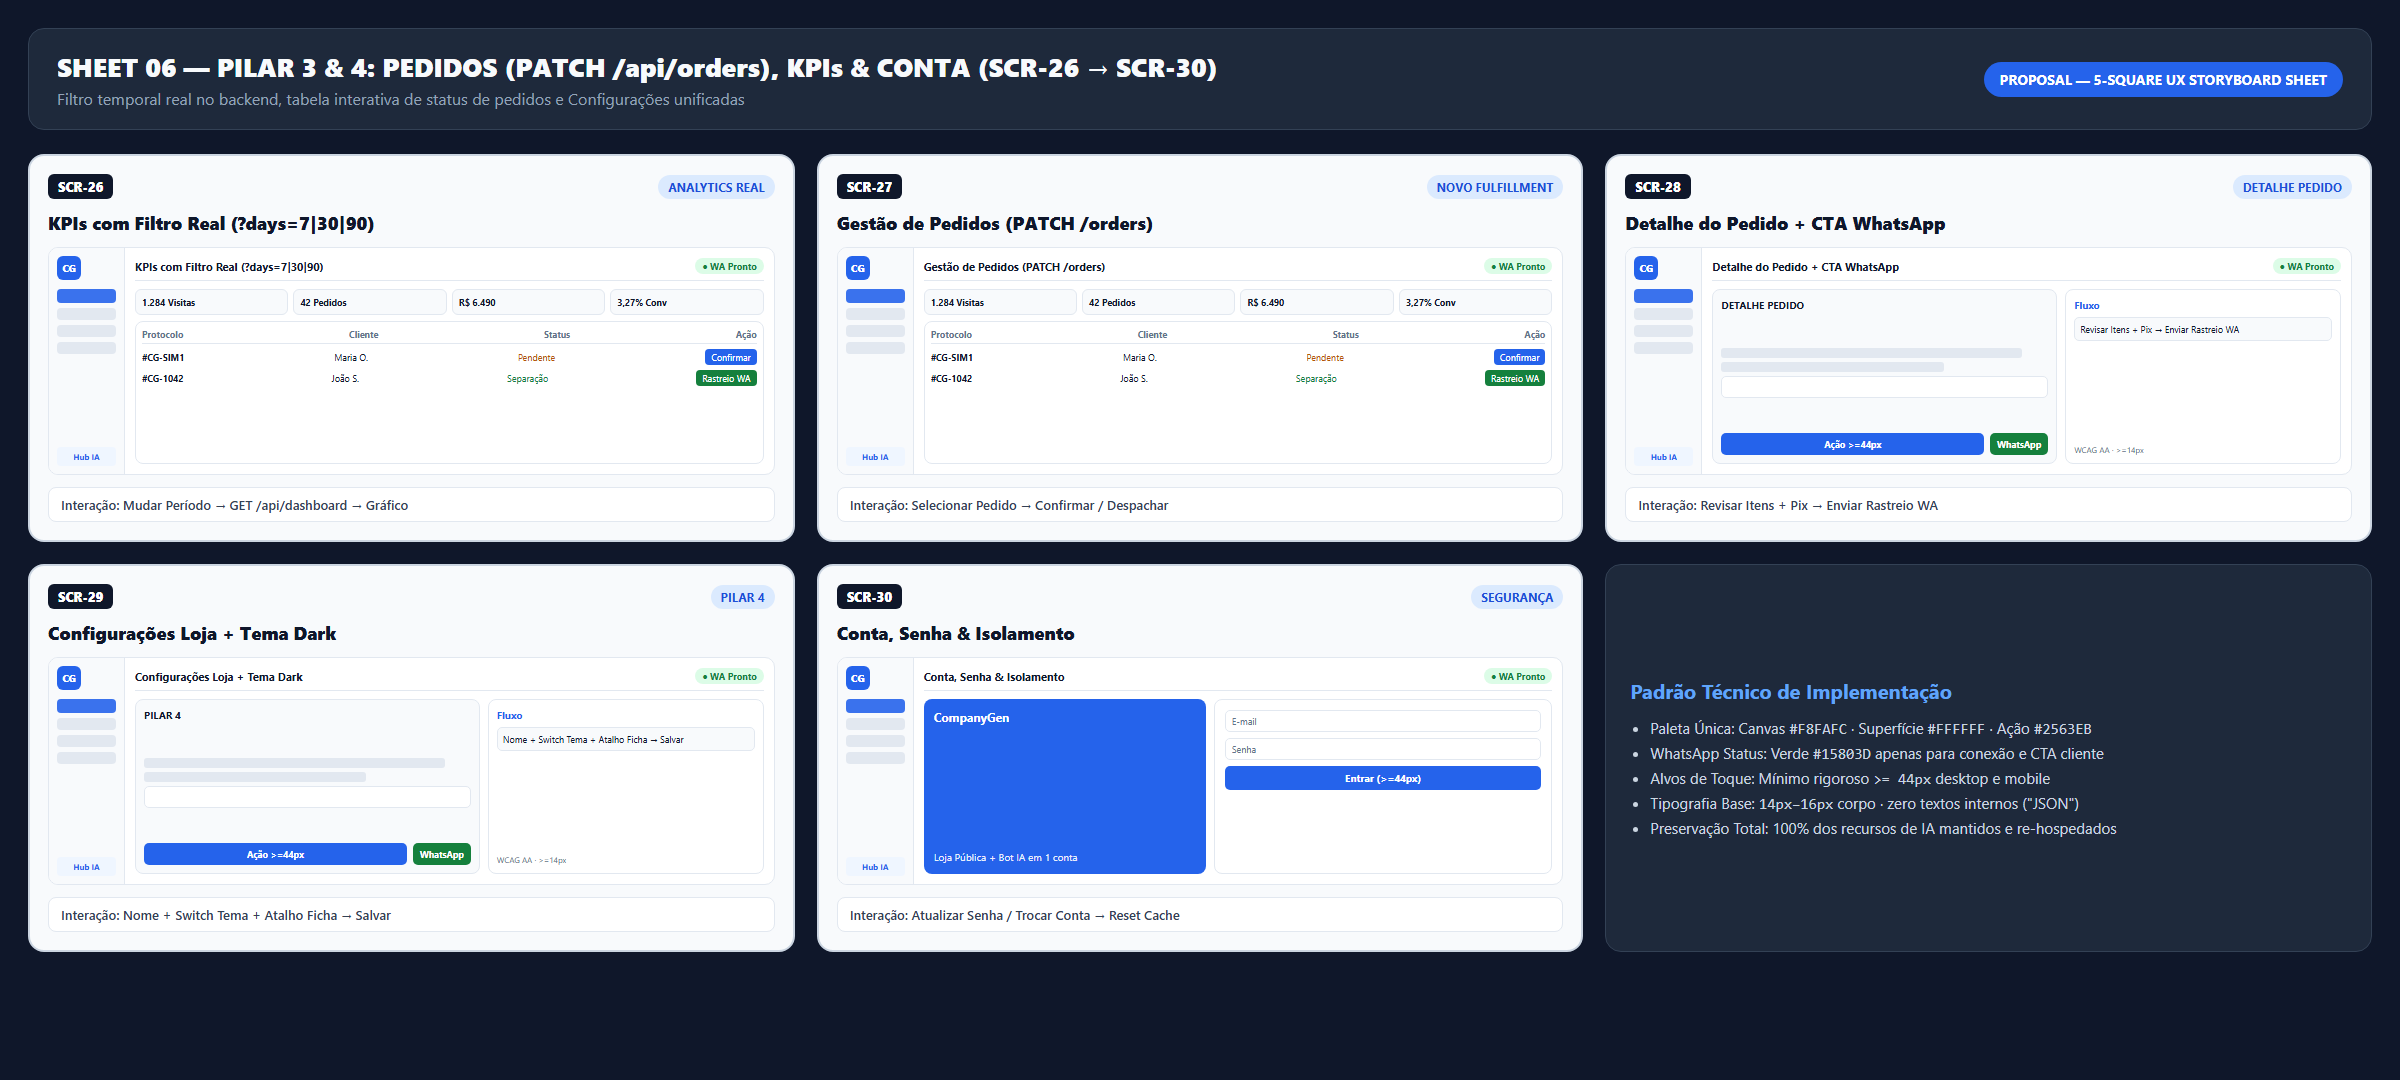 SHEET 06 — PILAR 3 & 4: PEDIDOS (PATCH /api/orders), KPIs & CONTA (SCR-26 → SCR-30)
Filtro temporal real no backend, tabela interativa de status de pedidos e Configurações unificadas
PROPOSAL — 5-SQUARE UX STORYBOARD SHEET
SCR-26
ANALYTICS REAL
KPIs com Filtro Real (?days=7|30|90)
CG
KPIs com Filtro Real (?days=7|30|90)
● WA Pronto
1.284 Visitas
42 Pedidos
R$ 6.490
3,27% Conv
Protocolo Cliente Status Ação
#CG-SIM1 Maria O. Pendente Confirmar
#CG-1042 João S. Separação Rastreio WA
Hub IA
Interação: Mudar Período → GET /api/dashboard → Gráfico
SCR-27
NOVO FULFILLMENT
Gestão de Pedidos (PATCH /orders)
CG
Gestão de Pedidos (PATCH /orders)
● WA Pronto
1.284 Visitas
42 Pedidos
R$ 6.490
3,27% Conv
Protocolo Cliente Status Ação
#CG-SIM1 Maria O. Pendente Confirmar
#CG-1042 João S. Separação Rastreio WA
Hub IA
Interação: Selecionar Pedido → Confirmar / Despachar
SCR-28
DETALHE PEDIDO
Detalhe do Pedido + CTA WhatsApp
CG
Detalhe do Pedido + CTA WhatsApp
● WA Pronto
DETALHE PEDIDO
Ação >=44px
WhatsApp
Fluxo
Revisar Itens + Pix → Enviar Rastreio WA
WCAG AA · >=14px
Hub IA
Interação: Revisar Itens + Pix → Enviar Rastreio WA
SCR-29
PILAR 4
Configurações Loja + Tema Dark
CG
Configurações Loja + Tema Dark
● WA Pronto
PILAR 4
Ação >=44px
WhatsApp
Fluxo
Nome + Switch Tema + Atalho Ficha → Salvar
WCAG AA · >=14px
Hub IA
Interação: Nome + Switch Tema + Atalho Ficha → Salvar
SCR-30
SEGURANÇA
Conta, Senha & Isolamento
CG
Conta, Senha & Isolamento
● WA Pronto
CompanyGen
Loja Pública + Bot IA em 1 conta
E-mail
Senha
Entrar (>=44px)
Hub IA
Interação: Atualizar Senha / Trocar Conta → Reset Cache
Padrão Técnico de Implementação
• Paleta Única: Canvas #F8FAFC · Superfície #FFFFFF · Ação #2563EB
• WhatsApp Status: Verde #15803D apenas para conexão e CTA cliente
• Alvos de Toque: Mínimo rigoroso >= 44px desktop e mobile
• Tipografia Base: 14px–16px corpo · zero textos internos ("JSON")
• Preservação Total: 100% dos recursos de IA mantidos e re-hospedados